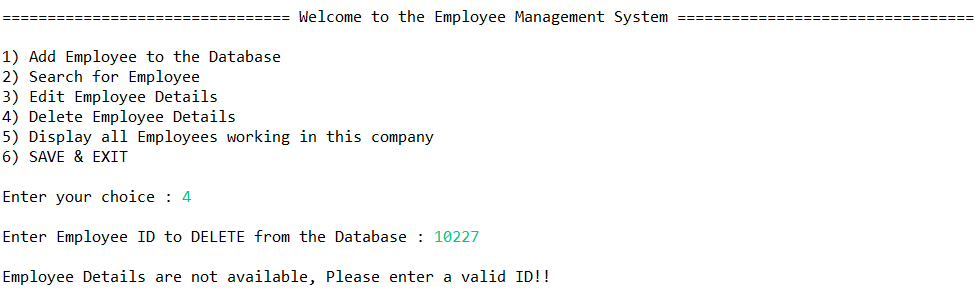 ================================ Welcome to the Employee Management System =================================
1) Add Employee to the Database
2) Search for Employee
3) Edit Employee Details
4) Delete Employee Details
5) Display all Employees working in this company
6) SAVE & EXIT
Enter your choice : 4
Enter Employee ID to DELETE from the Database : 10227
Employee Details are not available, Please enter a valid ID!!